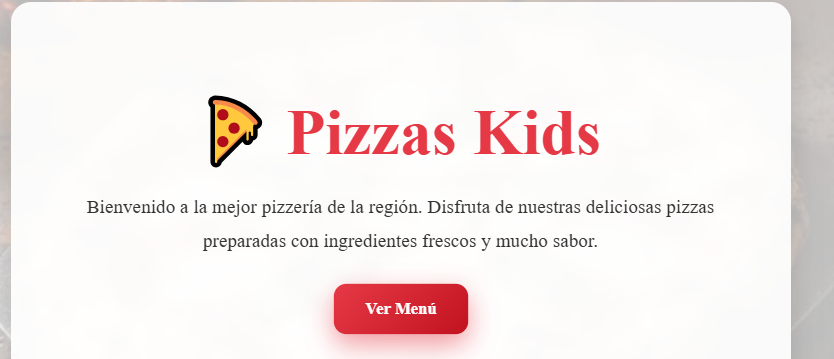 Pizzas Kids
Bienvenido a la mejor pizzería de la región. Disfruta de nuestras deliciosas pizzas
preparadas con ingredientes frescos y mucho sabor.
Ver Menú